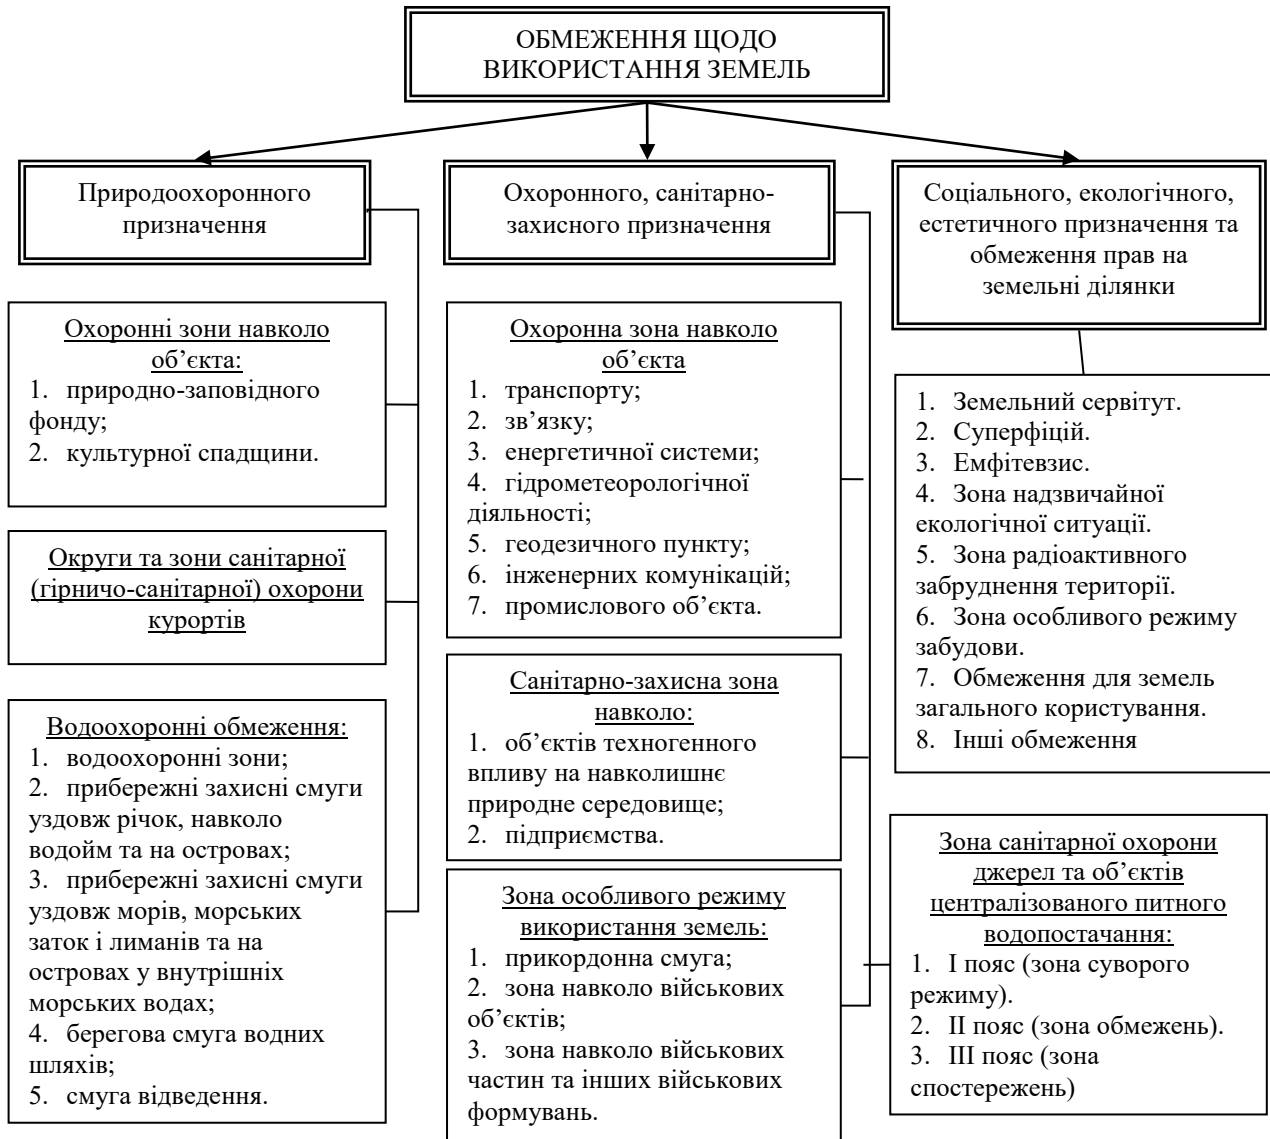 ОБМЕЖЕННЯ ЩОДО
ВИКОРИСТАННЯ ЗЕМЕЛЬ
Природоохоронного
призначення
Охоронні зони навколо
об’єкта:
1. природно-заповідного
фонду;
2. культурної спадщини.
Округи та зони санітарної
(гірничо-санітарної) охорони
курортів
Водоохоронні обмеження:
1. водоохоронні зони;
2. прибережні захисні смуги
уздовж річок, навколо
водойм та на островах;
3. прибережні захисні смуги
уздовж морів, морських
заток і лиманів та на
островах у внутрішніх
морських водах;
4. берегова смуга водних
шляхів;
5. смуга відведення.
Охоронного, санітарно-
захисного призначення
Охоронна зона навколо
об’єкта
1. транспорту;
2. зв’язку;
3. енергетичної системи;
4. гідрометеорологічної
діяльності;
5. геодезичного пункту;
6. інженерних комунікацій;
7. промислового об’єкта.
Санітарно-захисна зона
навколо:
1. об’єктів техногенного
впливу на навколишнє
природне середовище;
2. підприємства.
Зона особливого режиму
використання земель:
1. прикордонна смуга;
2. зона навколо військових
об’єктів;
3. зона навколо військових
частин та інших військових
формувань.
Соціального, екологічного,
естетичного призначення та
обмеження прав на
земельні ділянки
1. Земельний сервітут.
2. Суперфіцій.
3. Емфітевзис.
4. Зона надзвичайної
екологічної ситуації.
5. Зона радіоактивного
забруднення території.
6. Зона особливого режиму
забудови.
7. Обмеження для земель
загального користування.
8. Інші обмеження
Зона санітарної охорони
джерел та об’єктів
централізованого питного
водопостачання:
1. І пояс (зона суворого
режиму).
2. ІІ пояс (зона обмежень).
3. ІІІ пояс (зона
спостережень)